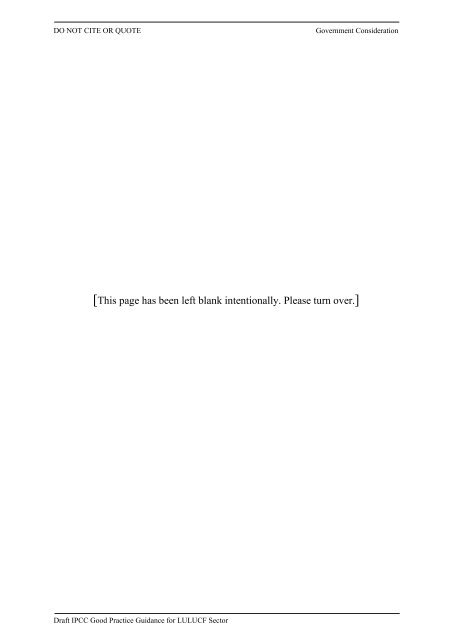 DO NOT CITE OR QUOTE Government Consideration
[This page has been left blank intentionally. Please turn over.]
Draft IPCC Good Practice Guidance for LULUCF Sector